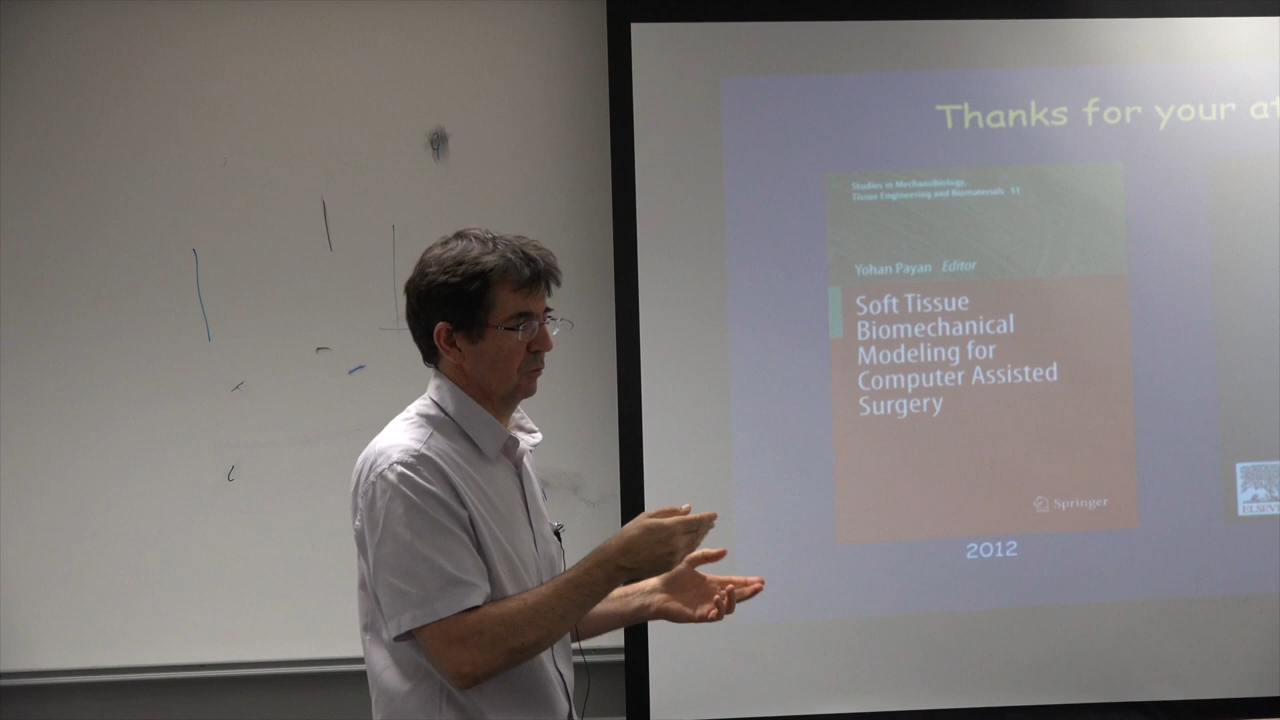 Thanks for your at
Studies in Mechanobiology,
Tissue Engineering and Biomaterials 11
Yohan Payan Editor
Soft Tissue
Biomechanical
Modeling for
Computer Assisted
Surgery
Springer
2012
ELSEV